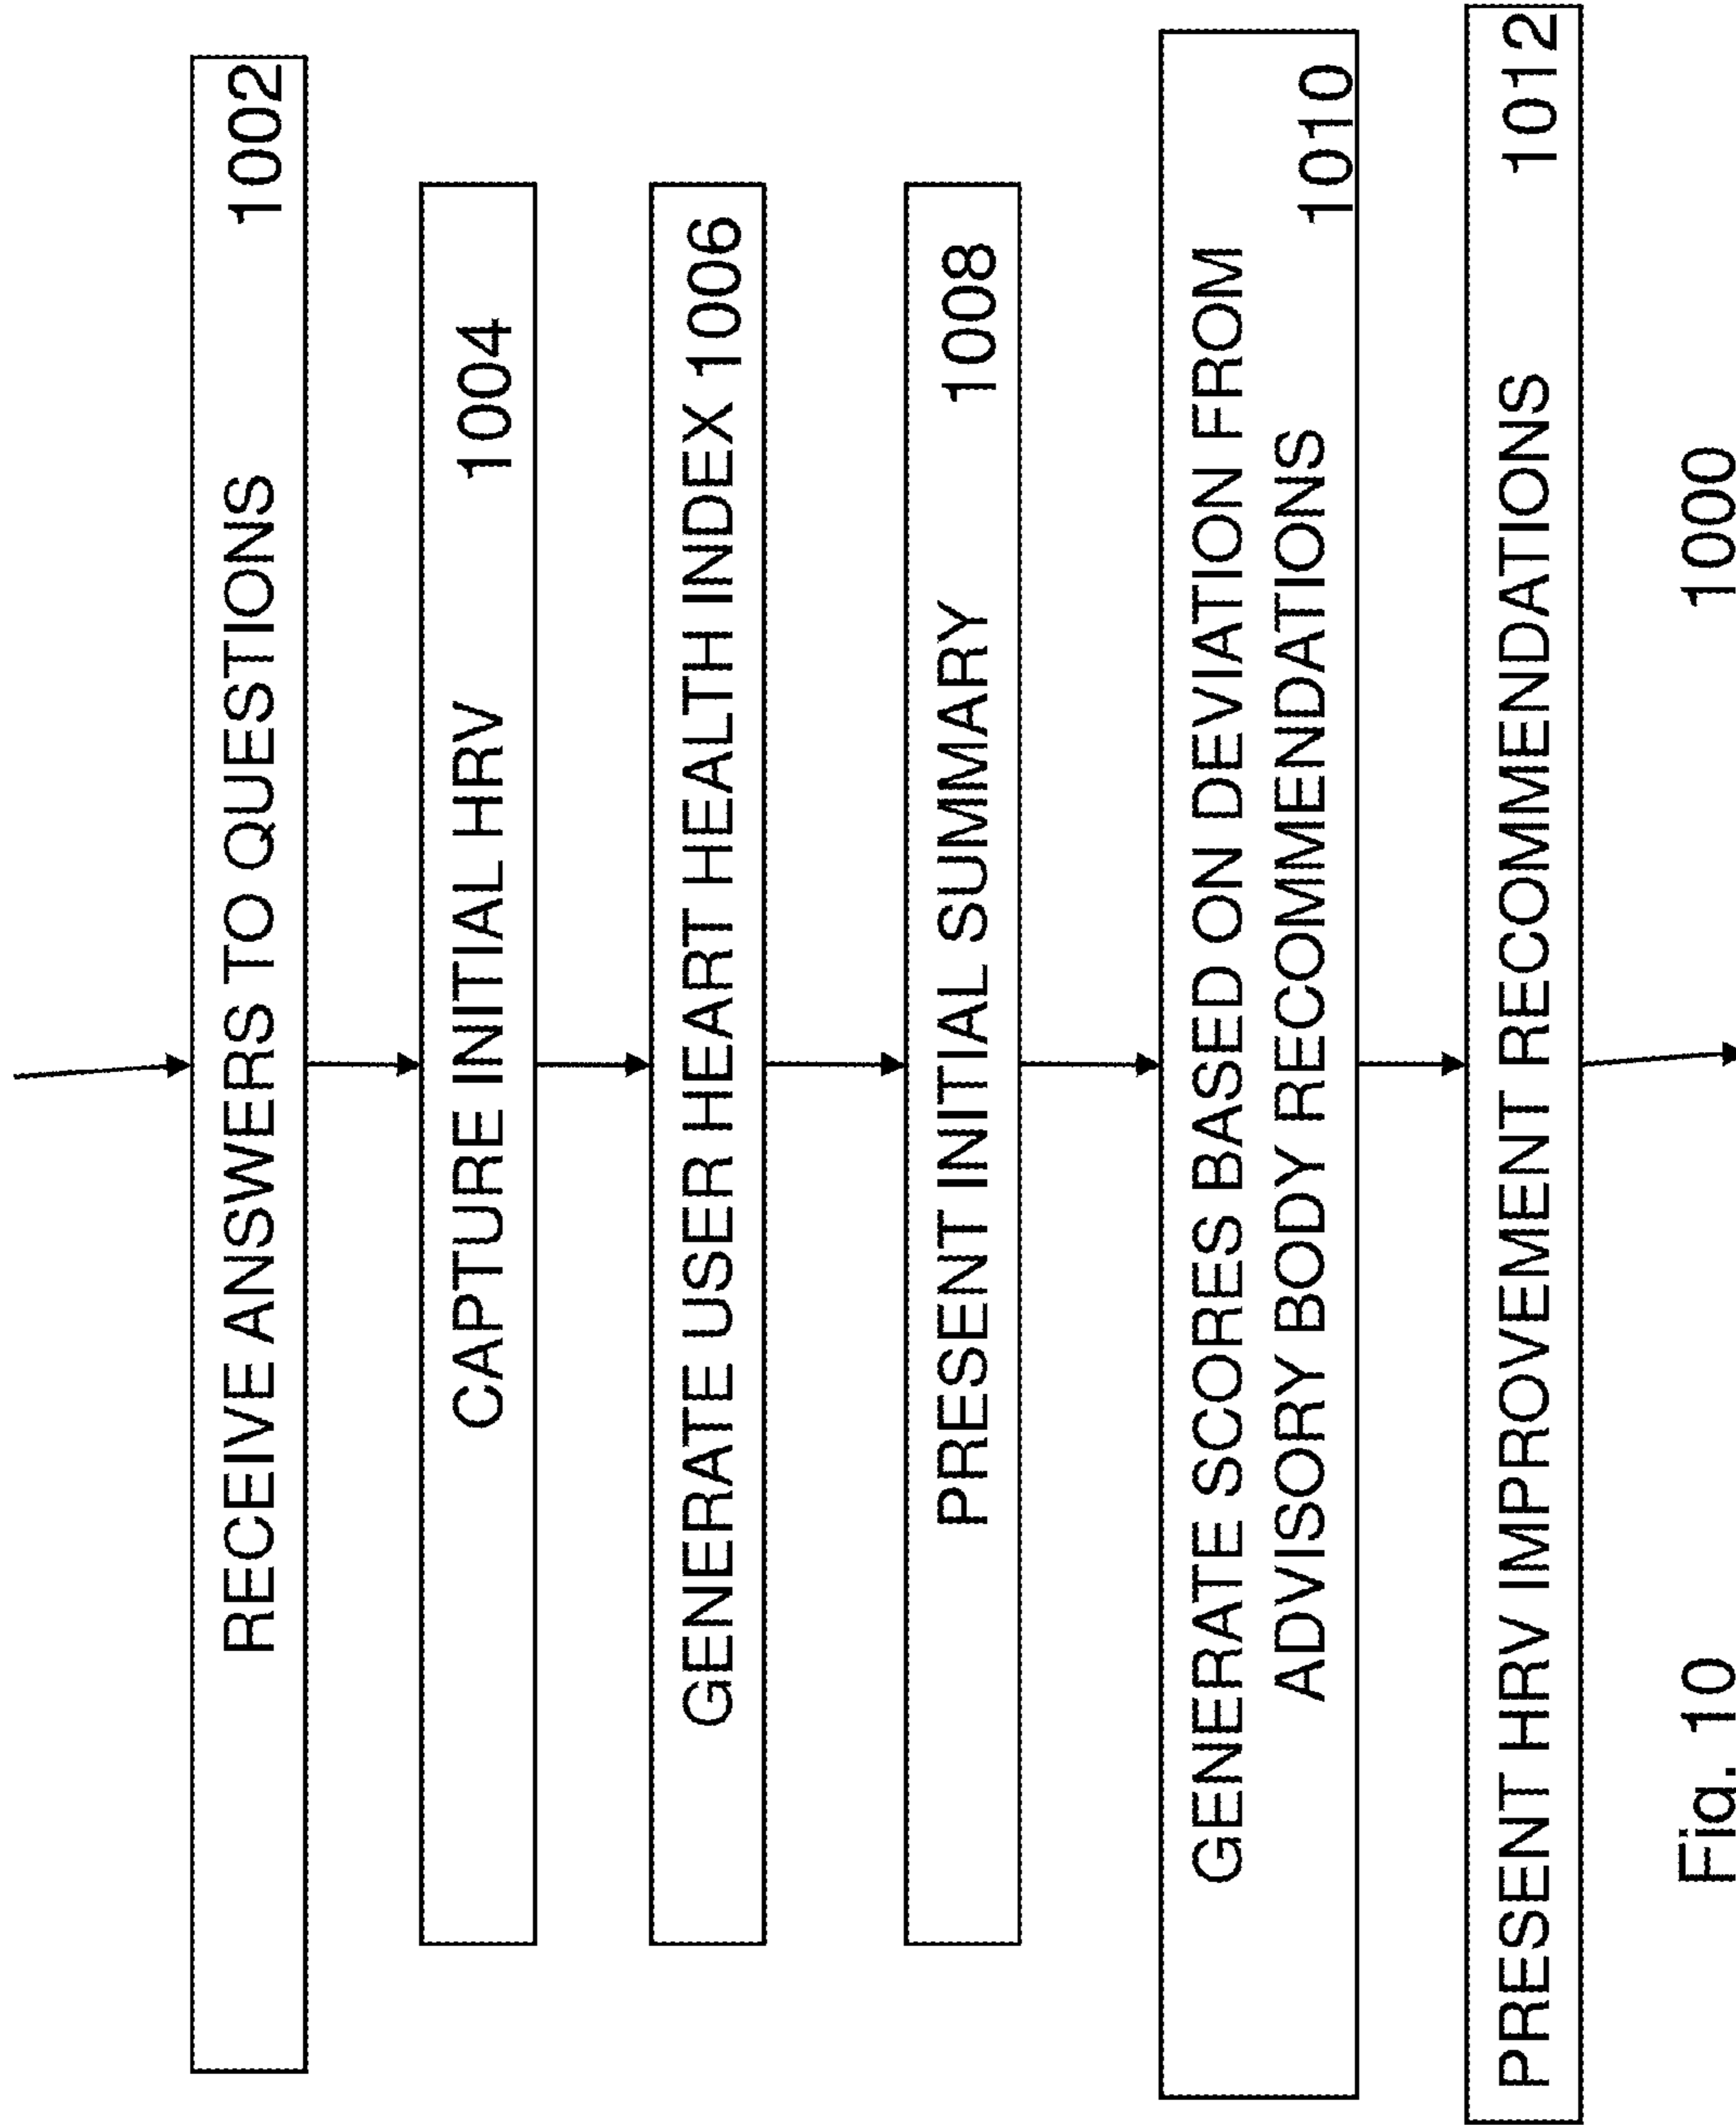 RECEIVE ANSWERS TO QUESTIONS 1002
CAPTURE INITIAL HRV 1004
GENERATE USER HEART HEALTH INDEX 1006
PRESENT INITIAL SUMMARY 1008
GENERATE SCORES BASED ON DEVIATION FROM
ADVISORY BODY RECOMMENDATIONS 1010
PRESENT HRV IMPROVEMENT RECOMMENDATIONS 1012
Fig. 10 1000